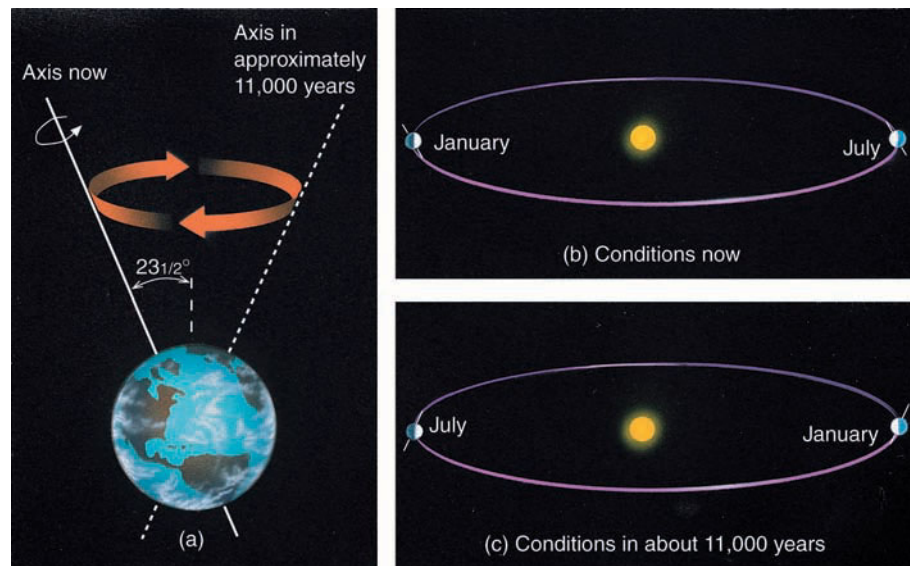 Axis now
Axis in
approximately
11,000 years
23 1/2°
(a)
January
July
(b) Conditions now
July
January
(c) Conditions in about 11,000 years